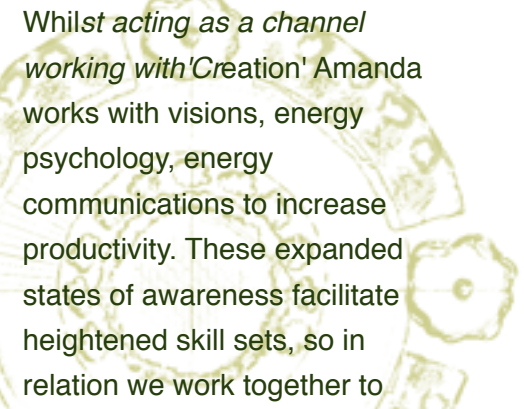 Whilst acting as a channel
working with'Creation' Amanda
works with visions, energy
psychology, energy
communications to increase
productivity. These expanded
states of awareness facilitate
heightened skill sets, so in
relation we work together to